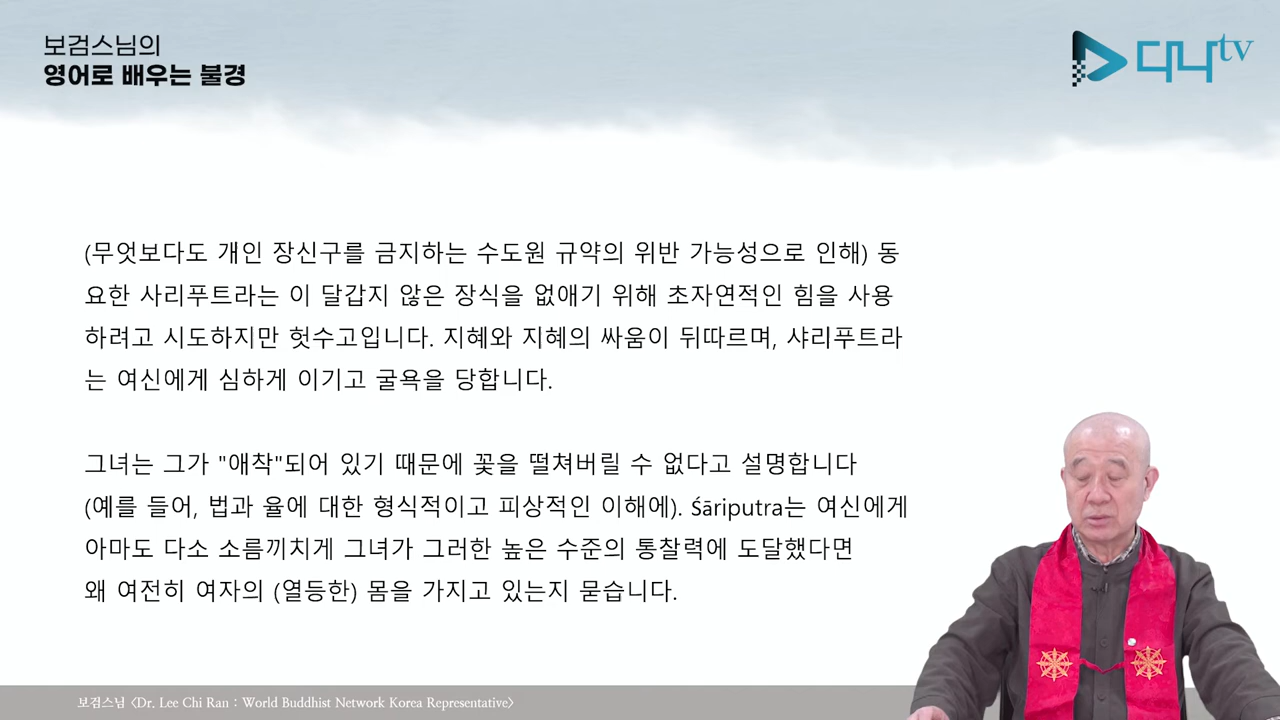 보검스님의
영어로 배우는 불경
디나tv
(무엇보다도 개인 장신구를 금지하는 수도원 규약의 위반 가능성으로 인해) 동
요한 사리푸트라는 이 달갑지 않은 장식을 없애기 위해 초자연적인 힘을 사용
하려고 시도하지만 헛수고입니다. 지혜와 지혜의 싸움이 뒤따르며, 샤리푸트라
는 여신에게 심하게 이기고 굴욕을 당합니다.
그녀는 그가 "애착"되어 있기 때문에 꽃을 떨쳐버릴 수 없다고 설명합니다
(예를 들어, 법과 율에 대한 형식적이고 피상적인 이해에). Śāriputra는 여신에게
아마도 다소 소름끼치게 그녀가 그러한 높은 수준의 통찰력에 도달했다면
왜 여전히 여자의 (열등한) 몸을 가지고 있는지 묻습니다.
보검스님 <Dr. Lee Chi Ran : World Buddhist Network Korea Representative>